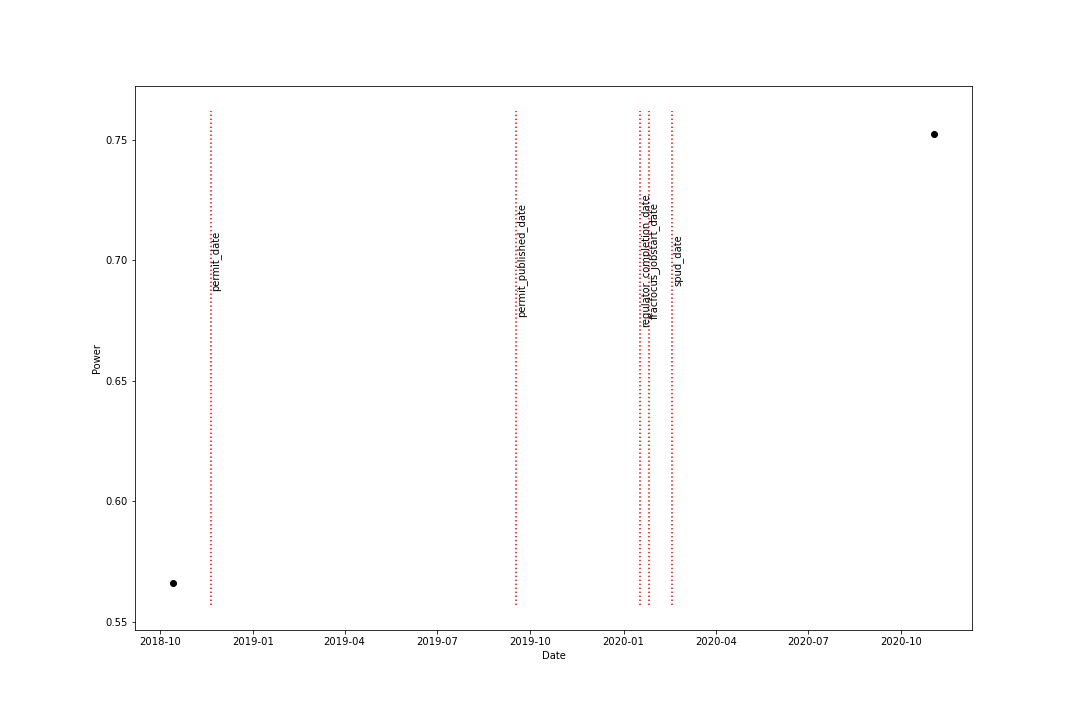 0.75
0.70
0.65
0.60
0.55
Power
permit_date
permit_published_date
regulator_completion_date
fracfocus_jobstart_date
spud_date
2018-10 2019-01 2019-04 2019-07 2019-10 2020-01 2020-04 2020-07 2020-10
Date